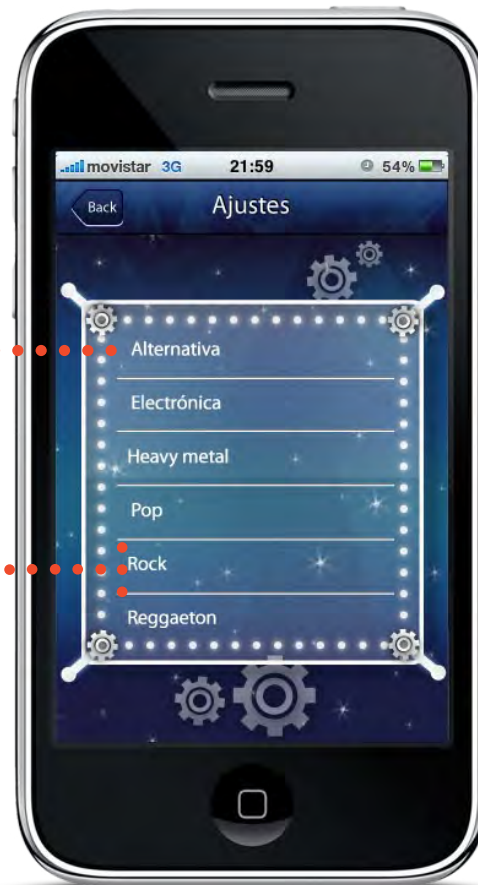 movistar 3G 21:59 54%
Back Ajustes
Alternativa
Electrónica
Heavy metal
Pop
Rock
Reggaeton